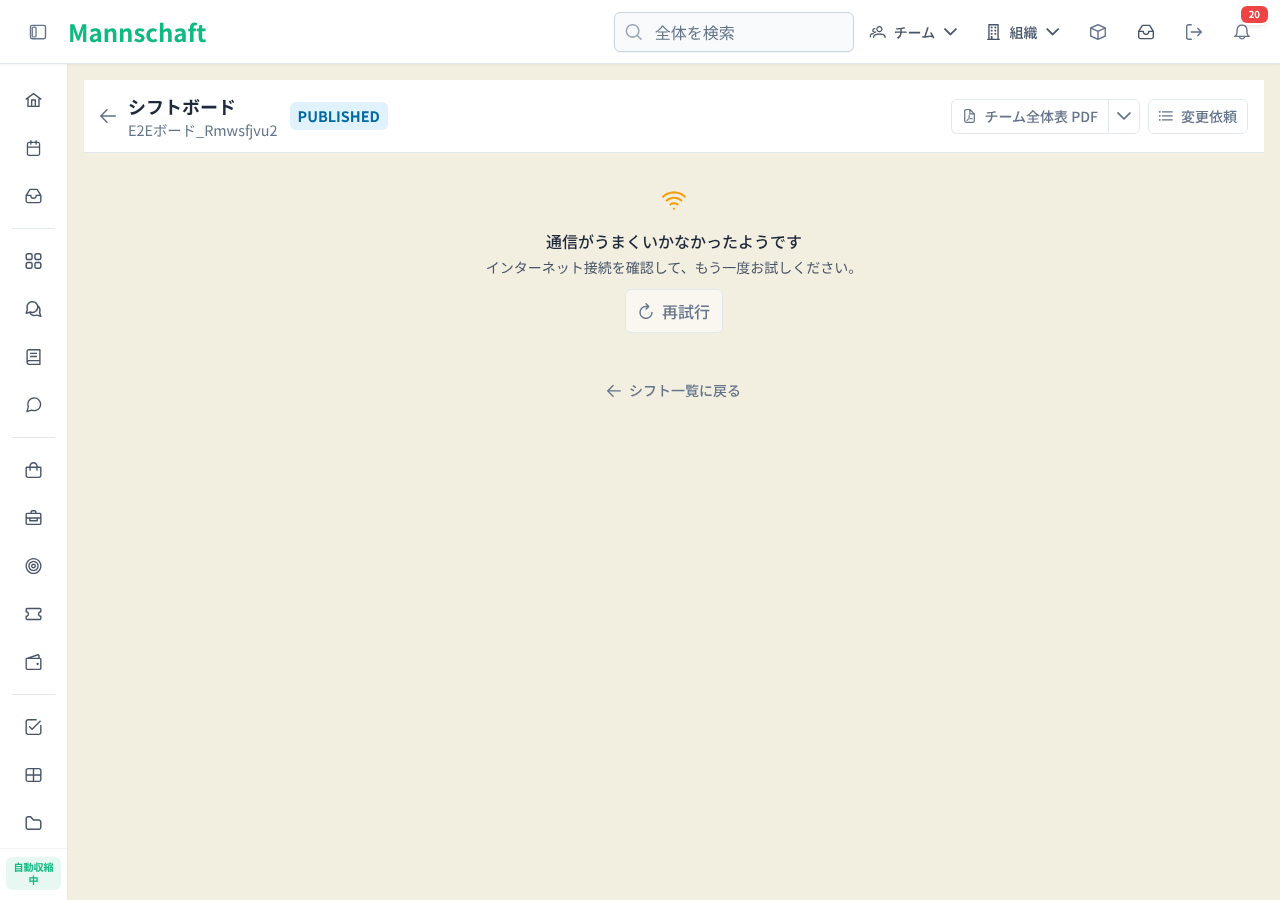 Mannschaft
全体を検索
チーム
組織
20
シフトボード
E2Eボード_Rmwsfjvu2
PUBLISHED
チーム全体表 PDF
変更依頼
通信がうまくいかなかったようです
インターネット接続を確認して、もう一度お試しください。
再試行
シフト一覧に戻る
自動収縮
中